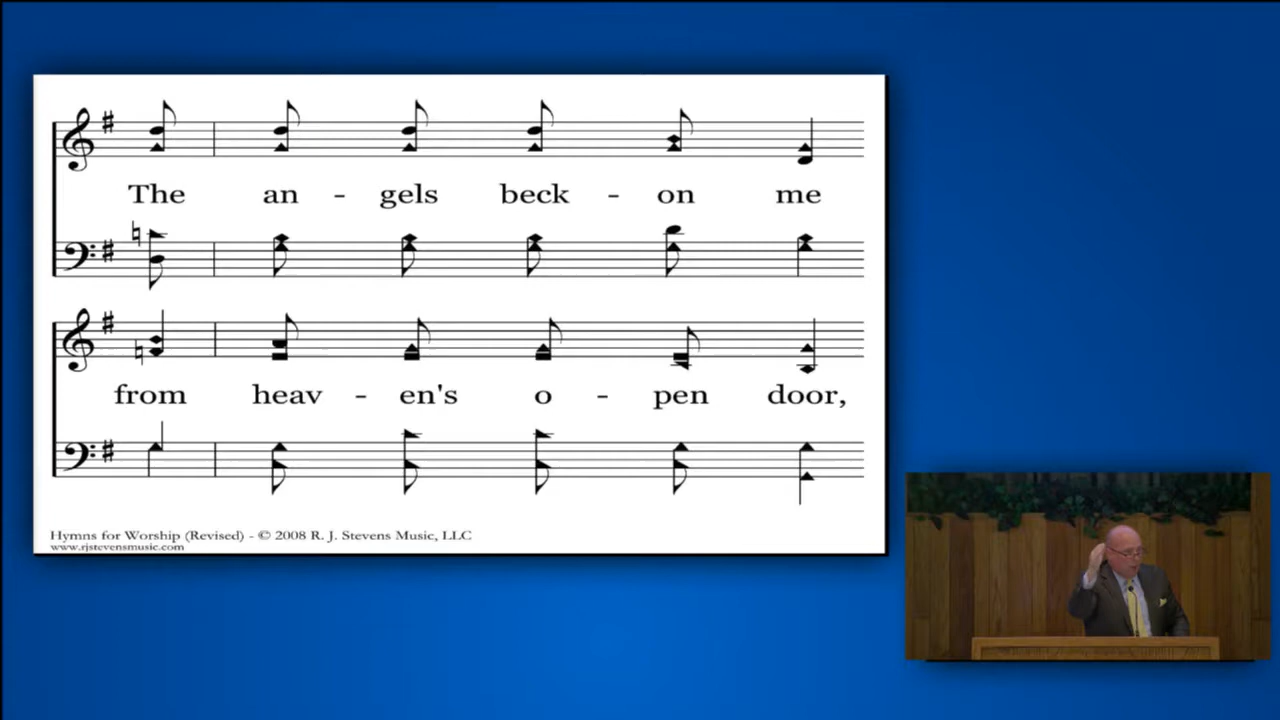 The an - gels beck - on me
from heav - en's o - pen door,
Hymns for Worship (Revised) - © 2008 R. J. Stevens Music, LLC
www.rjstevensmusic.com